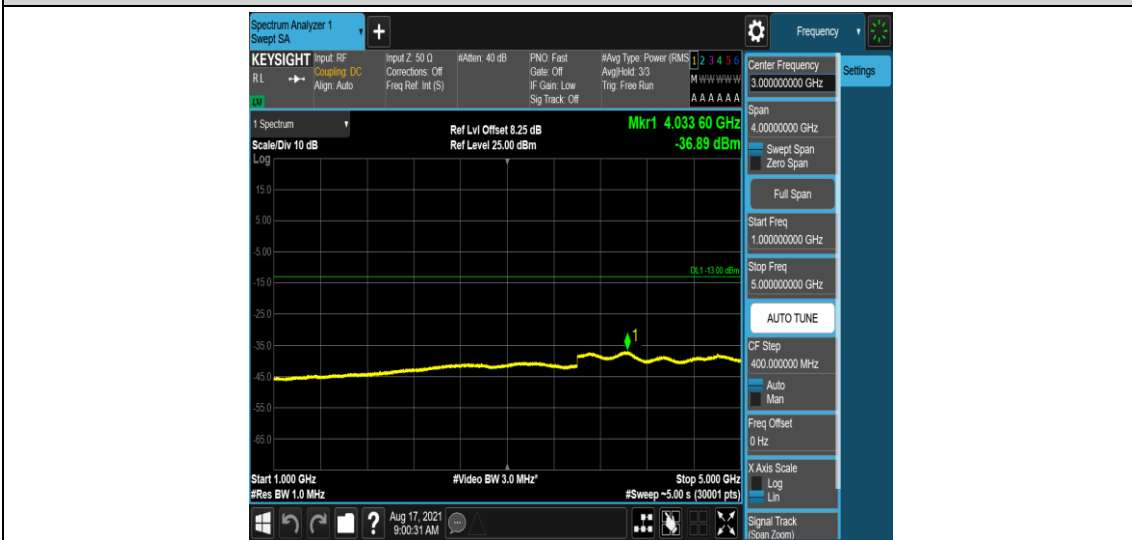 Spectrum Analyzer 1
Swept SA
+
Frequency
KEYSIGHT
RL
LXI
Input: RF
Coupling: DC
Align: Auto
Input Z: 50 Ω
Corrections: Off
Freq Ref: Int (S)
#Atten: 40 dB
PNO: Fast
Gate: Off
IF Gain: Low
Sig Track: Off
#Avg Type: Power (RMS
Avg|Hold: 3/3
Trig: Free Run
1 2 3 4 5 6
M W W W W W
A A A A A A
1 Spectrum
Scale/Div 10 dB
Log
Ref Lvl Offset 8.25 dB
Ref Level 25.00 dBm
Mkr1 4.033 60 GHz
-36.89 dBm
15.0
5.00
-5.00
-15.0
-25.0
-35.0
-45.0
-55.0
-65.0
DL1 -13.00 dBm
1
Start 1.000 GHz
#Res BW 1.0 MHz
#Video BW 3.0 MHz*
Stop 5.000 GHz
#Sweep ~5.00 s (30001 pts)
Center Frequency
3.000000000 GHz
Settings
Span
4.00000000 GHz
Swept Span
Zero Span
Full Span
Start Freq
1.000000000 GHz
Stop Freq
5.000000000 GHz
AUTO TUNE
CF Step
400.000000 MHz
Auto
Man
Freq Offset
0 Hz
X Axis Scale
Log
Lin
Signal Track
(Span Zoom)
?
Aug 17, 2021
9:00:31 AM